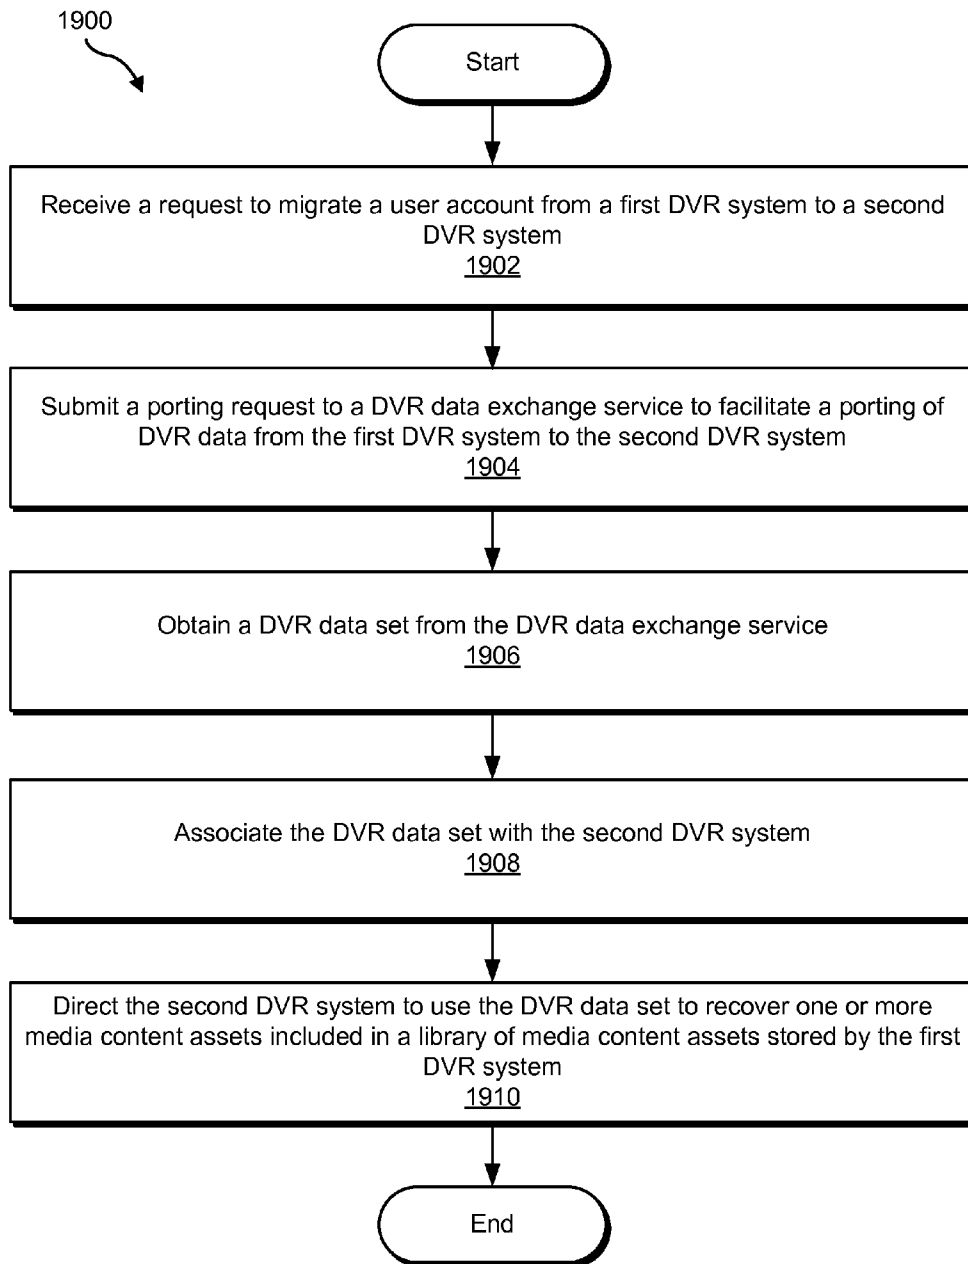 1900
Start
Receive a request to migrate a user account from a first DVR system to a second
DVR system
1902
Submit a porting request to a DVR data exchange service to facilitate a porting of
DVR data from the first DVR system to the second DVR system
1904
Obtain a DVR data set from the DVR data exchange service
1906
Associate the DVR data set with the second DVR system
1908
Direct the second DVR system to use the DVR data set to recover one or more
media content assets included in a library of media content assets stored by the first
DVR system
1910
End